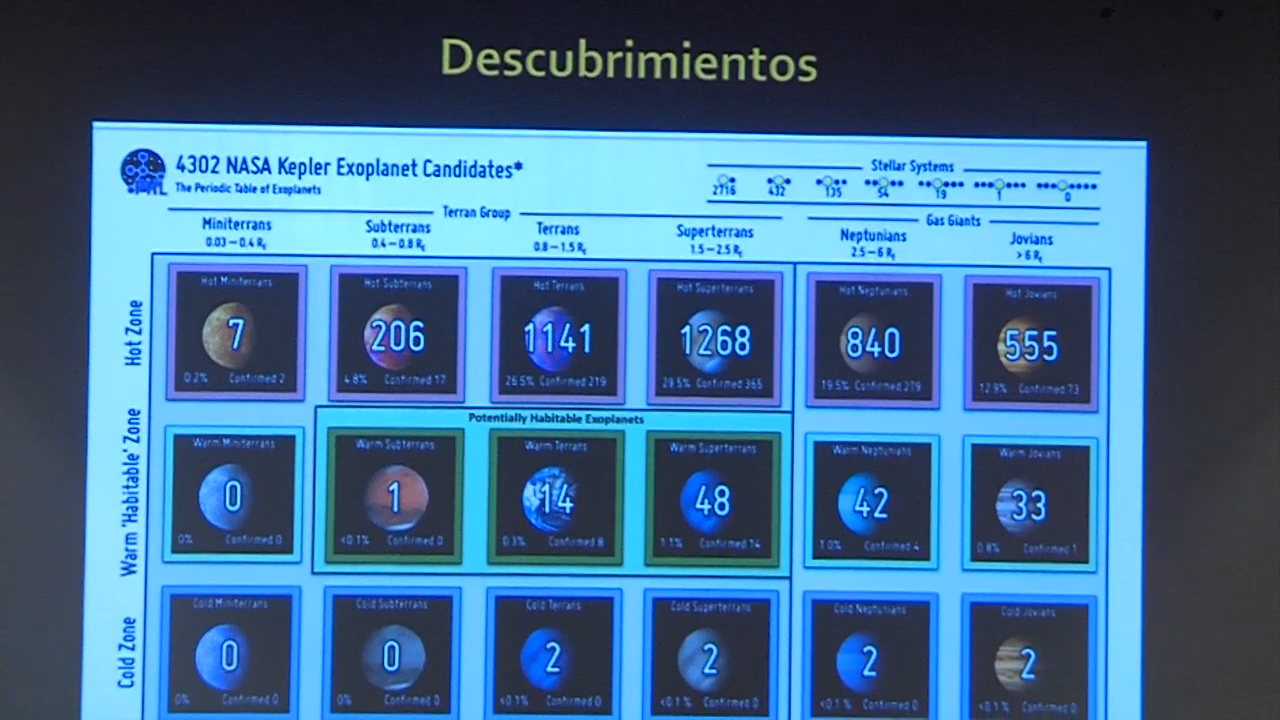 Descubrimientos
4302 NASA Kepler Exoplanet Candidates*
The Periodic Table of Exoplanets
Stellar Systems
2716 432 135 54 19 1 0
Terran Group
Gas Giants
Miniterrans Subterrans Terrans Superterrans Neptunians Jovians
0.03 – 0.4 RE 0.4 – 0.8 RE 0.8 – 1.5 RE 1.5 – 2.5 RE 2.5 – 6 RE > 6 RE
Hot Zone
Hot Miniterrans Hot Subterrans Hot Terrans Hot Superterrans Hot Neptunians Hot Jovians
7 206 1141 1268 840 555
0.2% Confirmed 2 4.8% Confirmed 17 26.5% Confirmed 219 29.5% Confirmed 365 19.5% Confirmed 279 12.9% Confirmed 73
Potentially Habitable Exoplanets
Warm 'Habitable' Zone
Warm Miniterrans Warm Subterrans Warm Terrans Warm Superterrans Warm Neptunians Warm Jovians
0 1 14 48 42 33
0% Confirmed 0 <0.1% Confirmed 0 0.3% Confirmed 8 1.1% Confirmed 14 1.0% Confirmed 4 0.8% Confirmed 1
Cold Zone
Cold Miniterrans Cold Subterrans Cold Terrans Cold Superterrans Cold Neptunians Cold Jovians
0 0 2 2 2 2
0% Confirmed 0 0% Confirmed 0 <0.1% Confirmed 0 <0.1% Confirmed 0 <0.1% Confirmed 0 <0.1% Confirmed 0